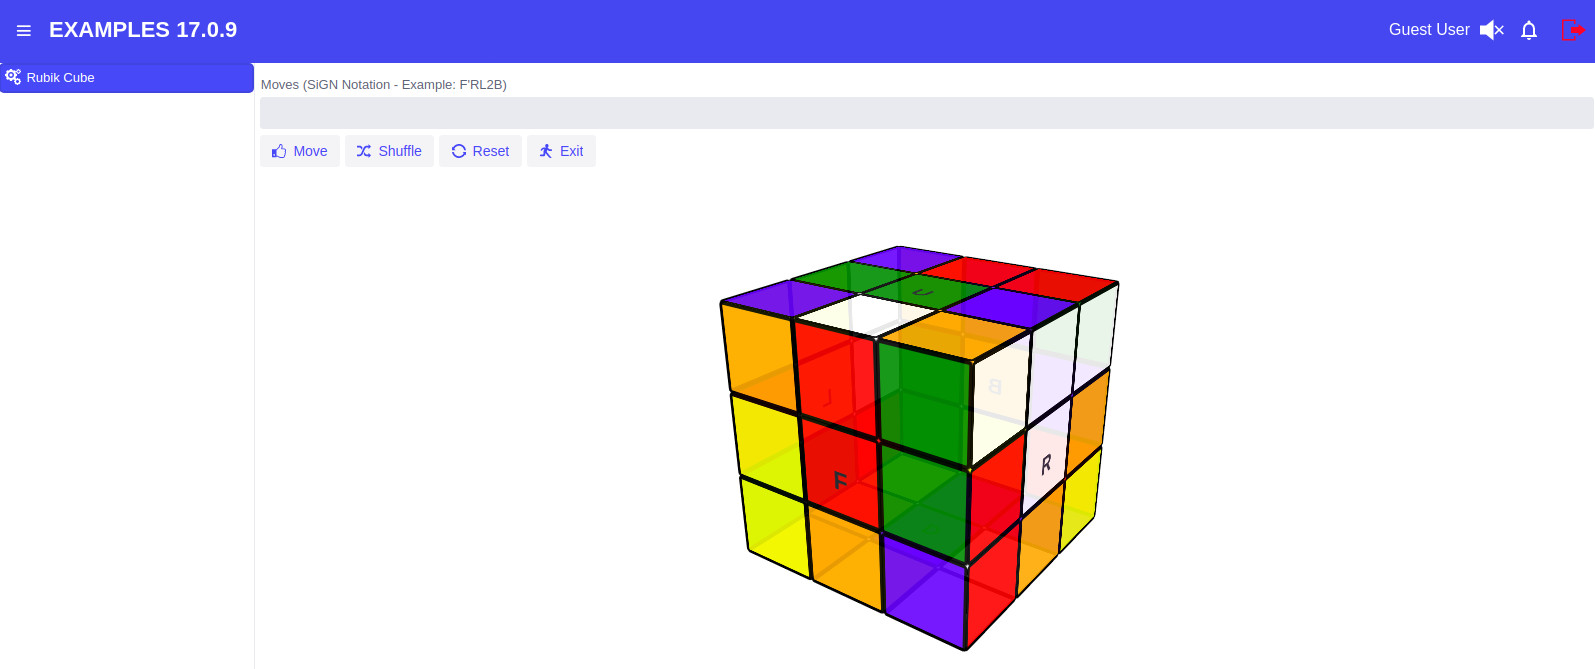 EXAMPLES 17.0.9
Guest User
Rubik Cube
Moves (SiGN Notation - Example: F'RL2B)
Move
Shuffle
Reset
Exit
U
B
L
R
F